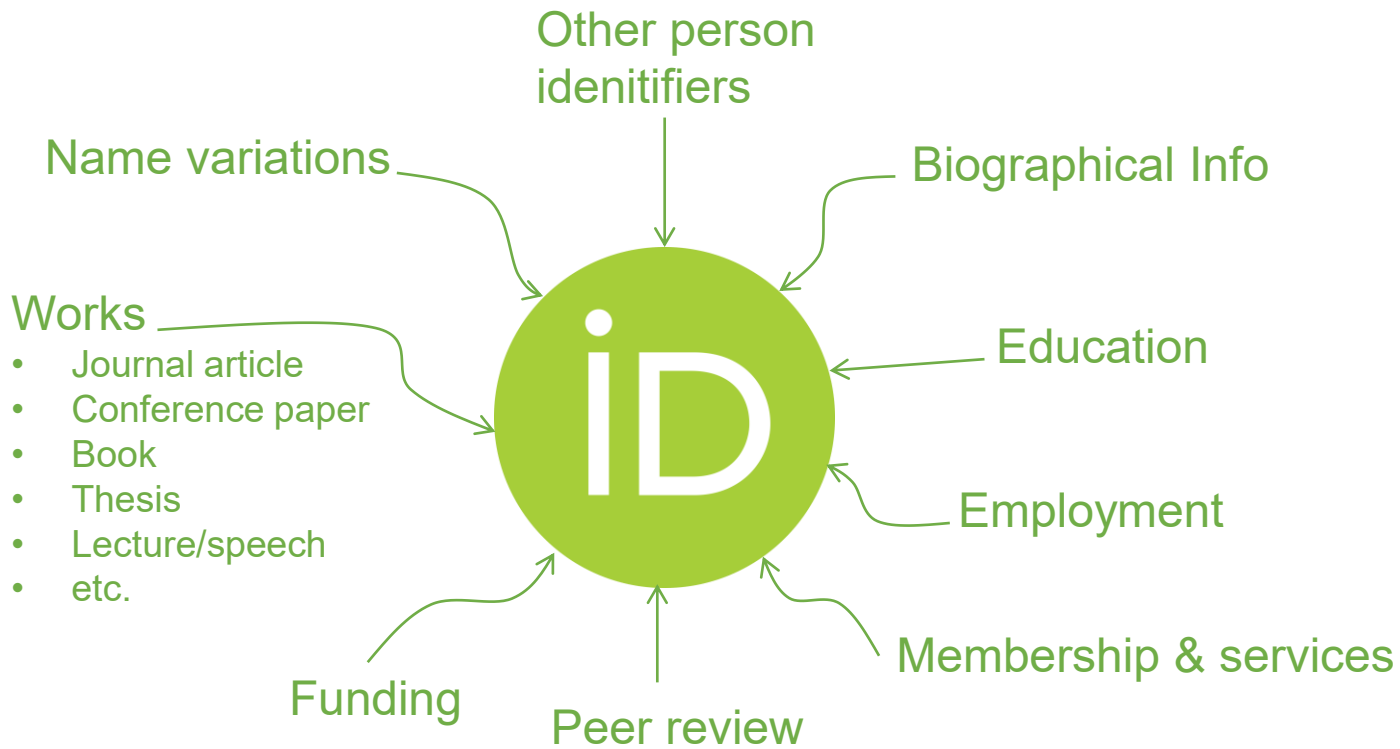 Other person
idenitifiers
Name variations
Biographical Info
Works
• Journal article
• Conference paper
• Book
• Thesis
• Lecture/speech
• etc.
iD
Education
Employment
Membership & services
Funding
Peer review